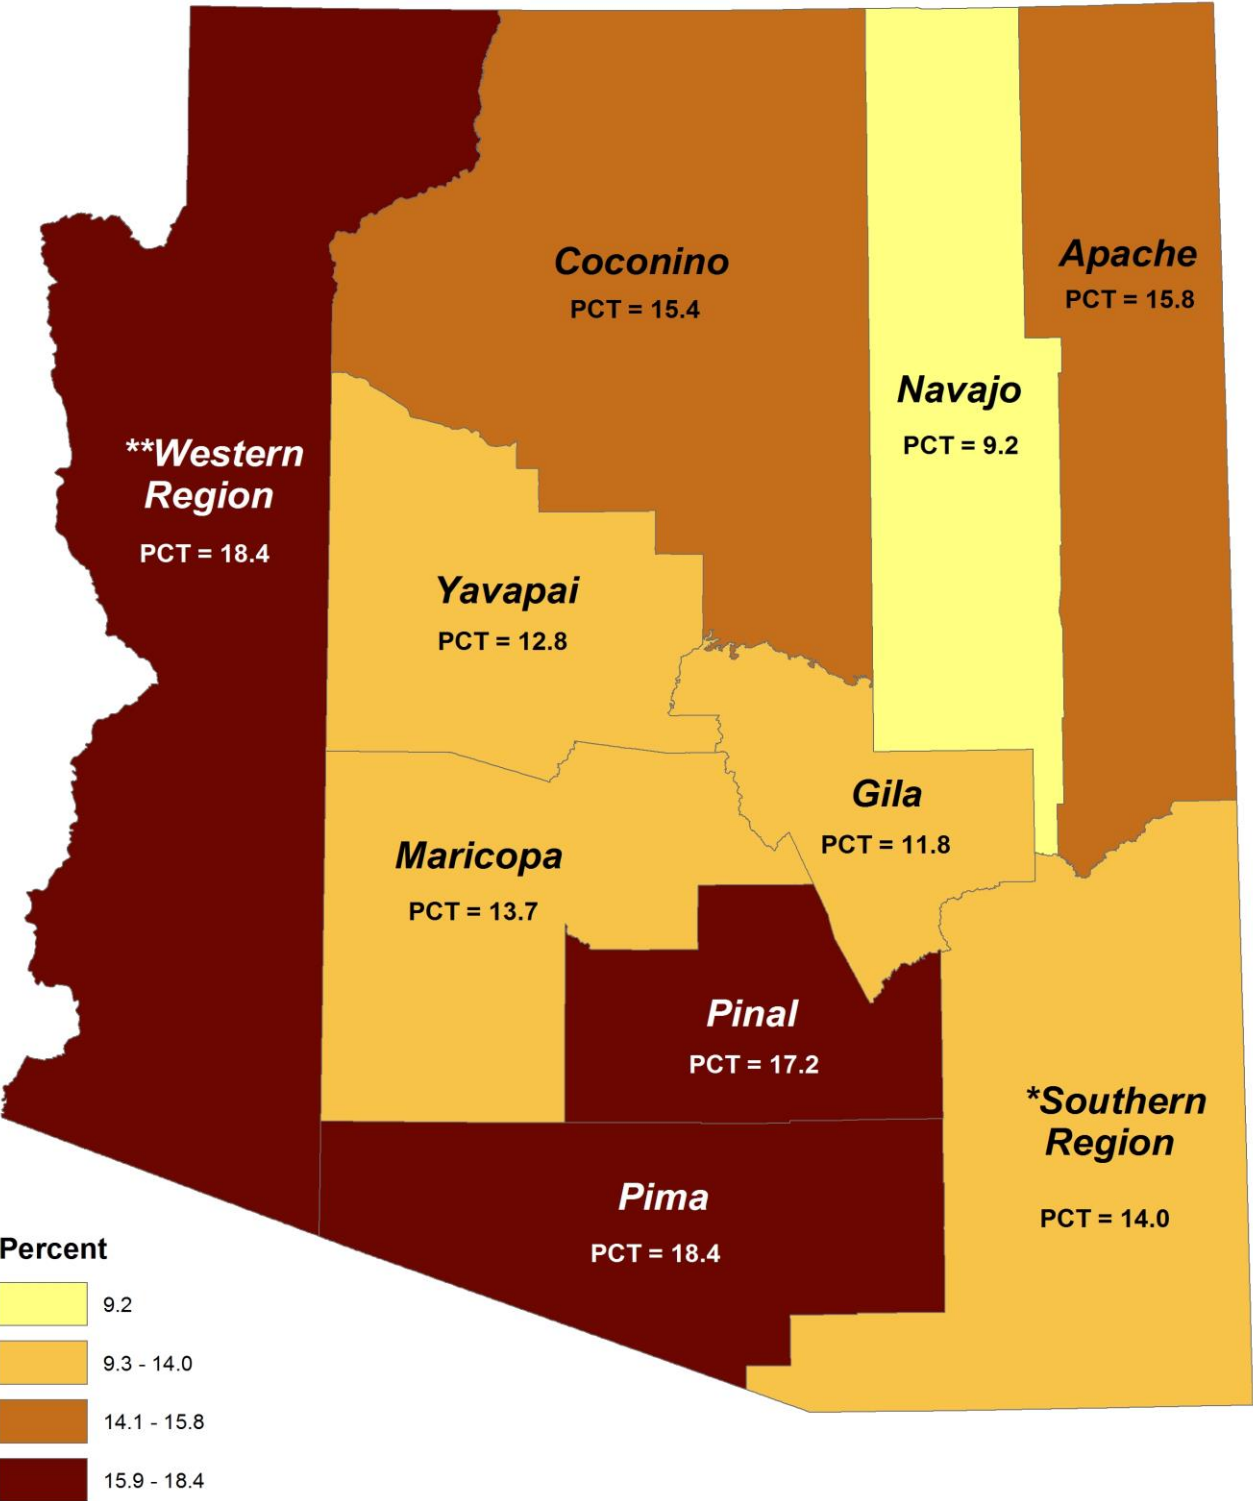 Coconino
PCT = 15.4
Apache
PCT = 15.8
Navajo
PCT = 9.2
**Western
Region
PCT = 18.4
Yavapai
PCT = 12.8
Gila
PCT = 11.8
Maricopa
PCT = 13.7
Pinal
PCT = 17.2
*Southern
Region
PCT = 14.0
Pima
PCT = 18.4
Percent
9.2
9.3 - 14.0
14.1 - 15.8
15.9 - 18.4